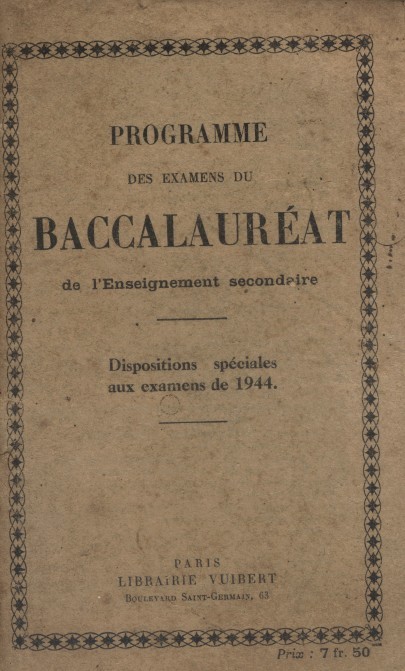 PROGRAMME
DES EXAMENS DU
BACCALAURÉAT
de l'Enseignement secondaire
Dispositions spéciales
aux examens de 1944.
PARIS
LIBRAIRIE VUIBERT
BOULEVARD SAINT-GERMAIN, 63
Prix : 7 fr. 50